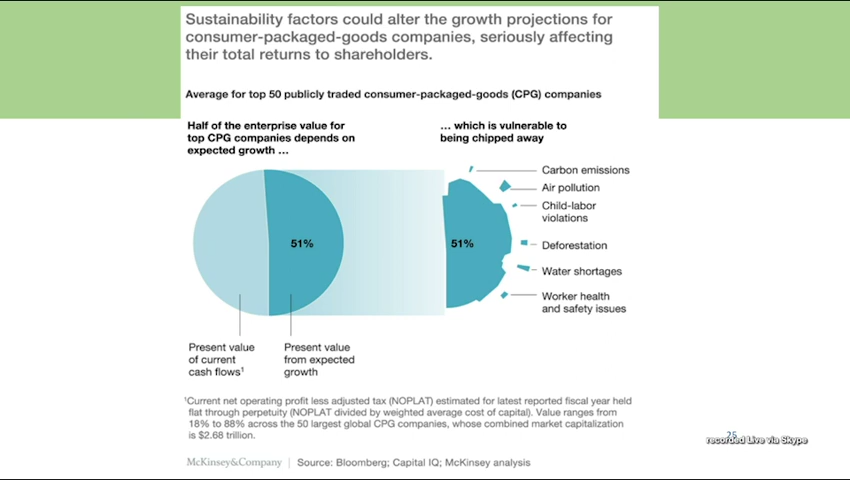 Sustainability factors could alter the growth projections for
consumer-packaged-goods companies, seriously affecting
their total returns to shareholders.
Average for top 50 publicly traded consumer-packaged-goods (CPG) companies
Half of the enterprise value for
top CPG companies depends on
expected growth …
… which is vulnerable to
being chipped away
51%
51%
Carbon emissions
Air pollution
Child-labor
violations
Deforestation
Water shortages
Worker health
and safety issues
Present value
of current
cash flows¹
Present value
from expected
growth
¹Current net operating profit less adjusted tax (NOPLAT) estimated for latest reported fiscal year held
flat through perpetuity (NOPLAT divided by weighted average cost of capital). Value ranges from
18% to 88% across the 50 largest global CPG companies, whose combined market capitalization
is $2.68 trillion.
25
recorded Live via Skype
McKinsey&Company | Source: Bloomberg; Capital IQ; McKinsey analysis